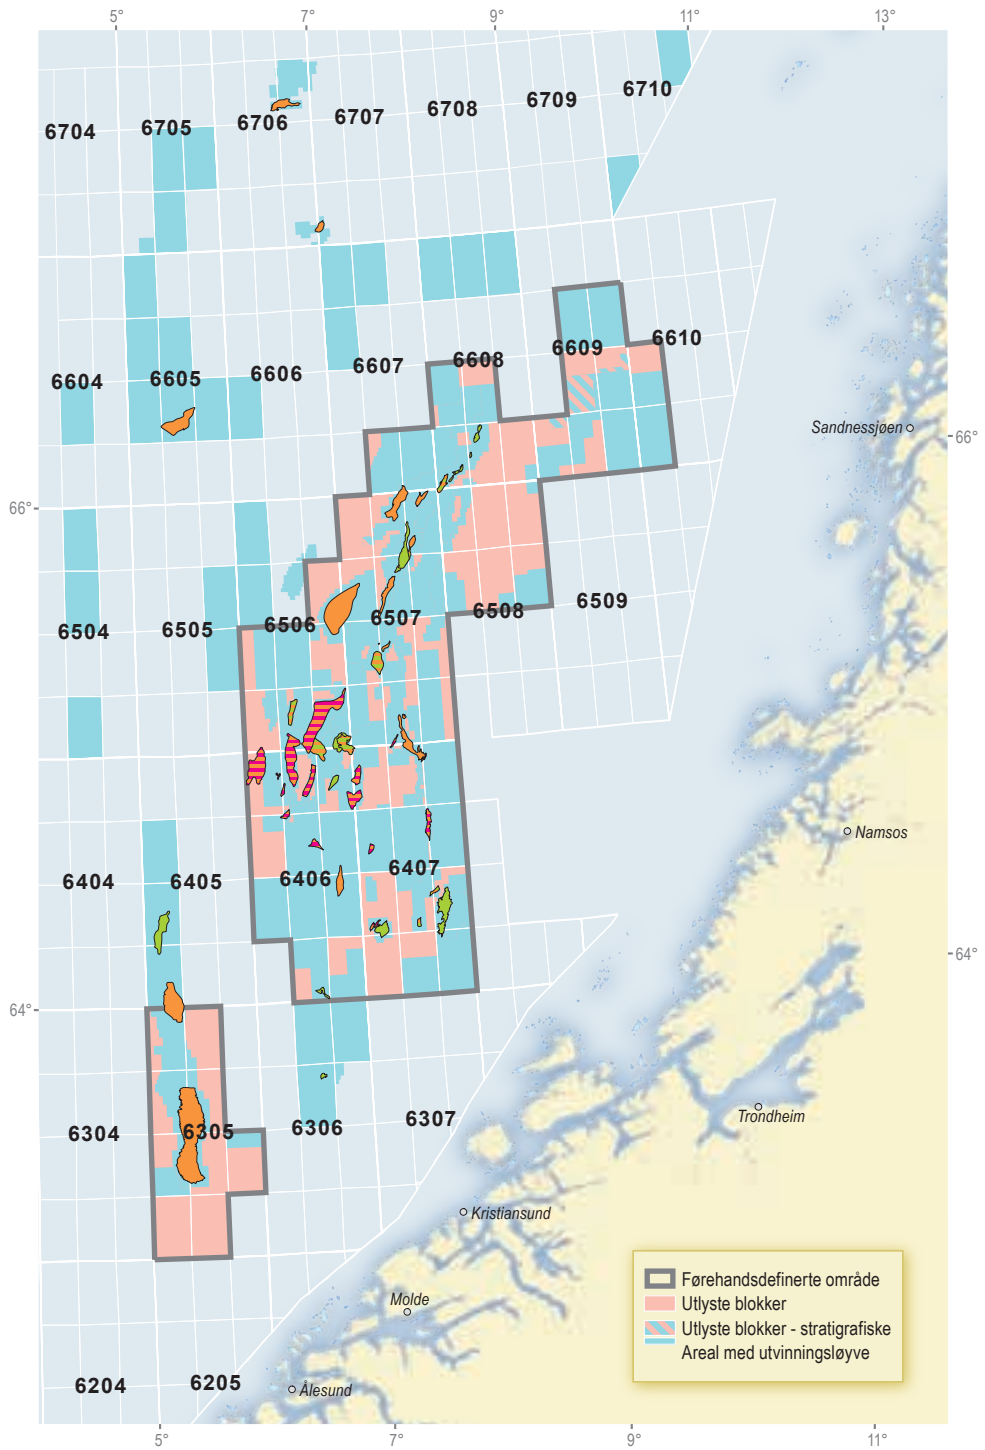 5° 7° 9° 11° 13°
6710
6709
6708
6707
6706
6705
6704
6610
6609
6608
6607
6606
6605
6604
Sandnessjøen
66°
66°
6509
6508
6507
6506
6505
6504
Namsos
6407
6406
6405
6404
64°
64°
Trondheim
6307
6306
6305
6304
Kristiansund
Molde
Førehandsdefinerte område
Utlyste blokker
Utlyste blokker - stratigrafiske
Areal med utvinningsløyve
6205
6204
Ålesund
5° 7° 9° 11°